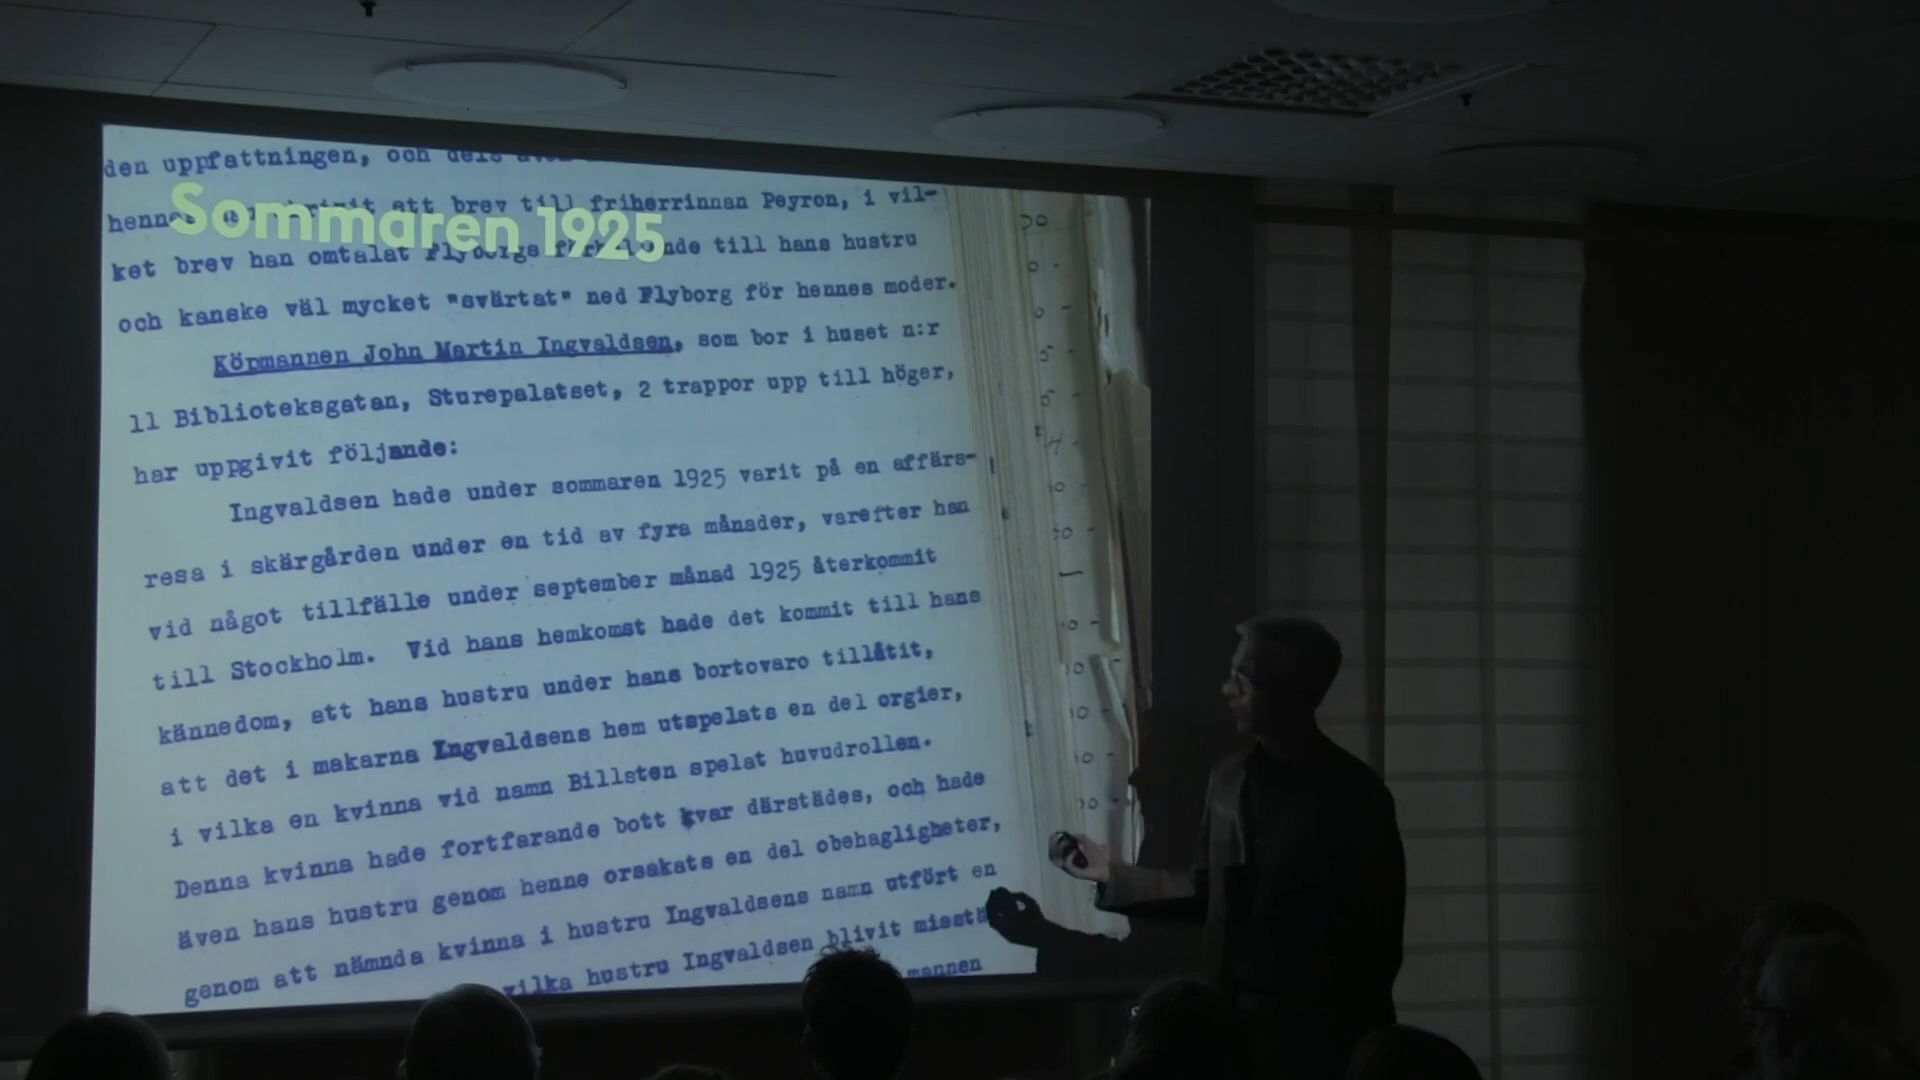 den uppfattningen, och dels
Sommaren 1925
att brev till friherrinnan Peyron, i vil-
ket brev han omtalat Flyborgs förhållande till hans hustru
och kanske väl mycket "svärtat" ned Flyborg för hennes moder.
Köpmannen John Martin Ingvaldsen, som bor i huset n:r
11 Biblioteksgatan, Sturepalatset, 2 trappor upp till höger,
har uppgivit följande:
Ingvaldsen hade under sommaren 1925 varit på en affärs-
resa i skärgården under en tid av fyra månader, varefter han
vid något tillfälle under september månad 1925 återkommit
till Stockholm. Vid hans hemkomst hade det kommit till hans
kännedom, att hans hustru under hans bortovaro tillåtit,
att det i makarna Ingvaldsens hem utspelats en del orgier,
i vilka en kvinna vid namn Billsten spelat huvudrollen.
Denna kvinna hade fortfarande bott kvar därstädes, och hade
även hans hustru genom henne orsakats en del obehagligheter,
genom att nämnda kvinna i hustru Ingvaldsens namn utfört en
vilka hustru Ingvaldsen blivit misstä
mannen